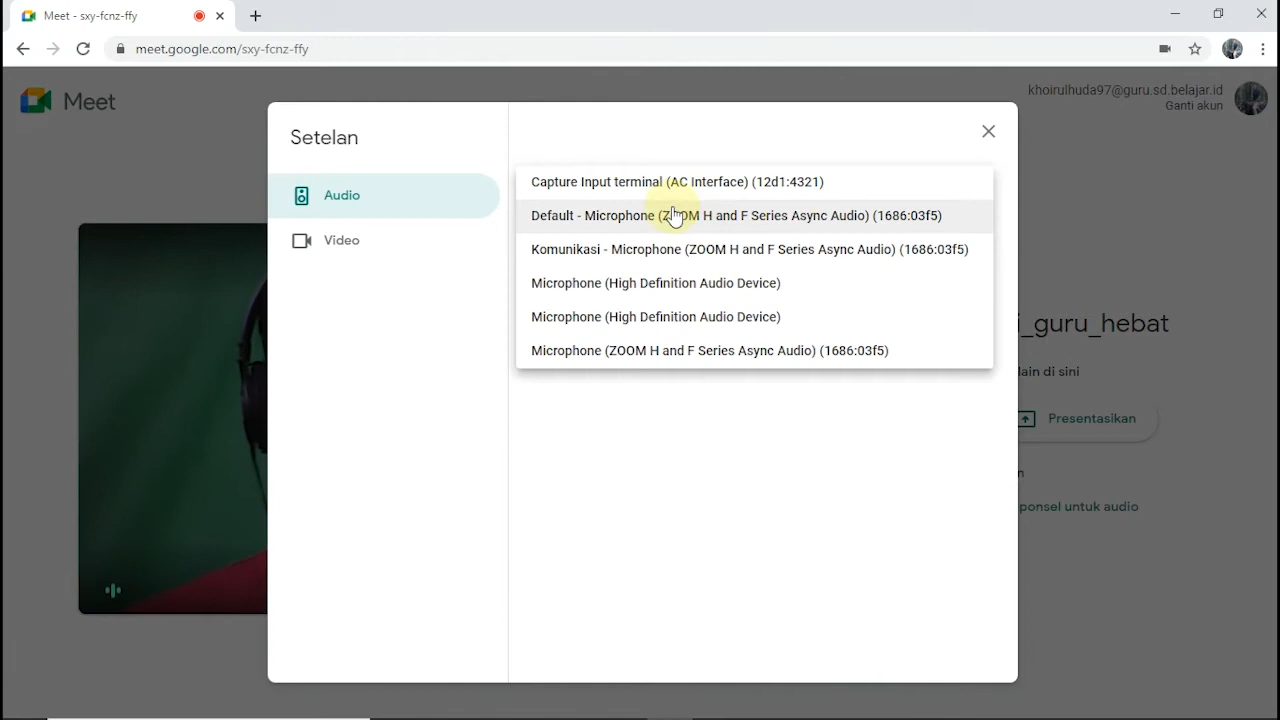 Meet - sxy-fcnz-ffy
meet.google.com/sxy-fcnz-ffy
Meet
khoirulhuda97@guru.sd.belajar.id
Ganti akun
Setelan
Audio
Video
Capture Input terminal (AC Interface) (12d1:4321)
Default - Microphone (ZOOM H and F Series Async Audio) (1686:03f5)
Komunikasi - Microphone (ZOOM H and F Series Async Audio) (1686:03f5)
Microphone (High Definition Audio Device)
Microphone (High Definition Audio Device)
Microphone (ZOOM H and F Series Async Audio) (1686:03f5)
i_guru_hebat
lain di sini
Presentasikan
n
ponsel untuk audio